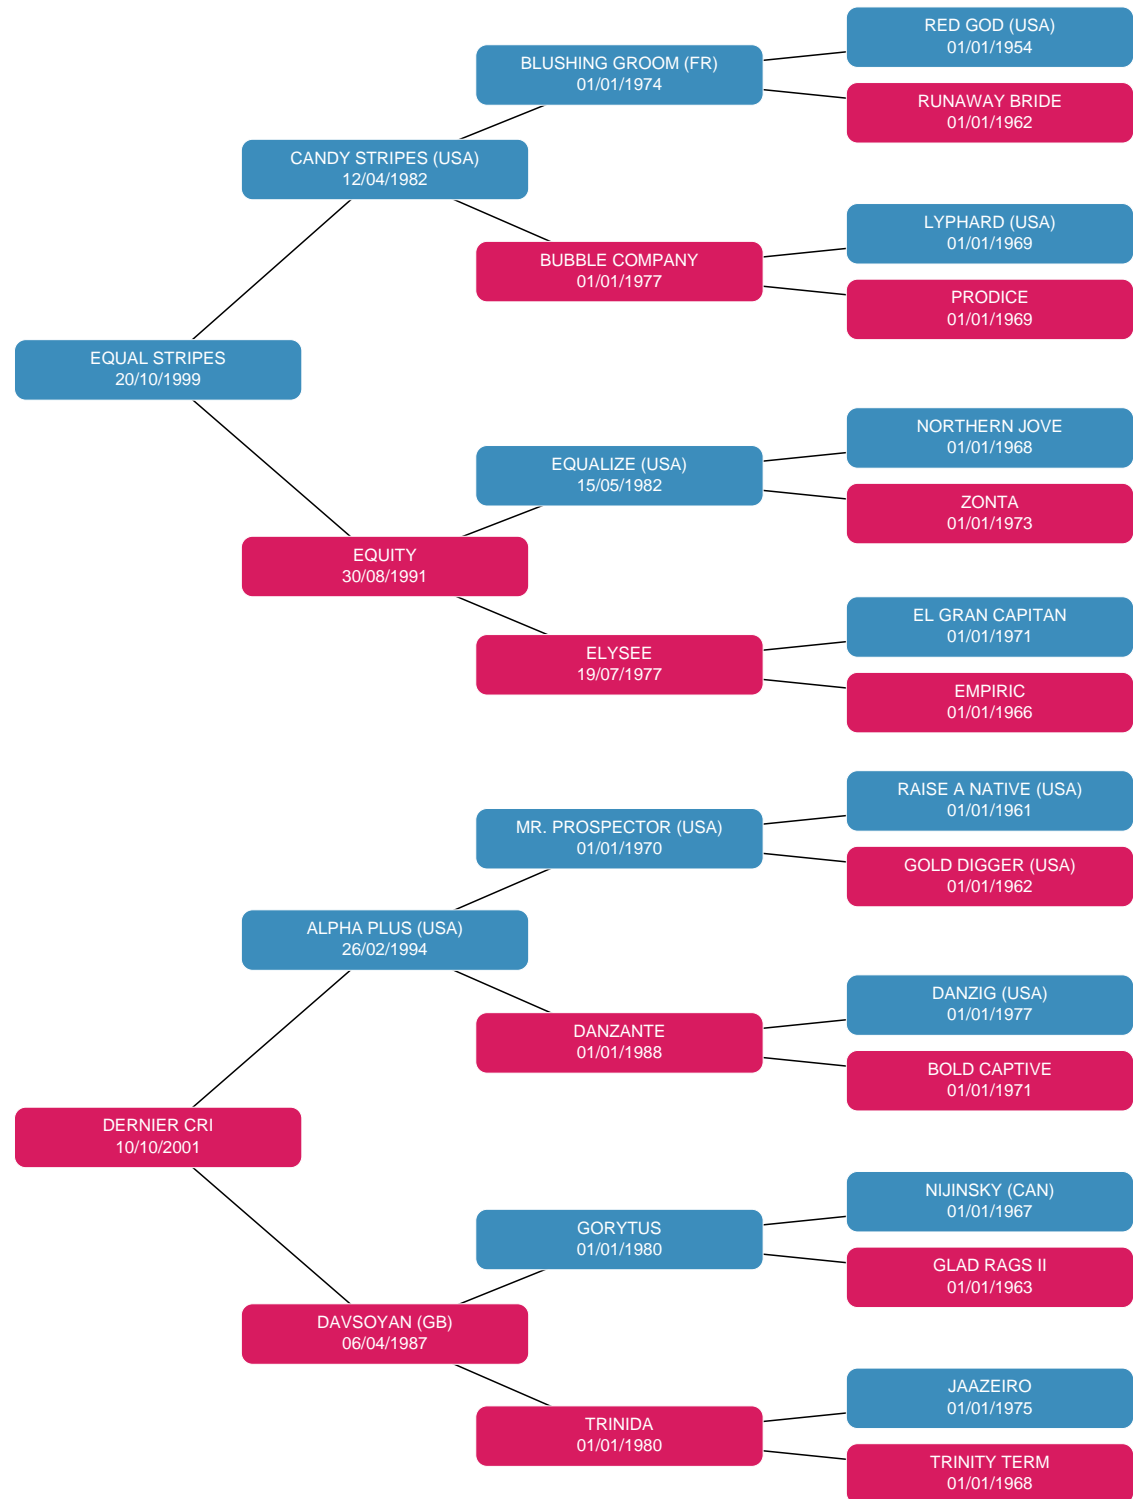 RED GOD (USA)
01/01/1954
BLUSHING GROOM (FR)
01/01/1974
RUNAWAY BRIDE
01/01/1962
CANDY STRIPES (USA)
12/04/1982
LYPHARD (USA)
01/01/1969
BUBBLE COMPANY
01/01/1977
PRODICE
01/01/1969
EQUAL STRIPES
20/10/1999
NORTHERN JOVE
01/01/1968
EQUALIZE (USA)
15/05/1982
ZONTA
01/01/1973
EQUITY
30/08/1991
EL GRAN CAPITAN
01/01/1971
ELYSEE
19/07/1977
EMPIRIC
01/01/1966
RAISE A NATIVE (USA)
01/01/1961
MR. PROSPECTOR (USA)
01/01/1970
GOLD DIGGER (USA)
01/01/1962
ALPHA PLUS (USA)
26/02/1994
DANZIG (USA)
01/01/1977
DANZANTE
01/01/1988
BOLD CAPTIVE
01/01/1971
DERNIER CRI
10/10/2001
NIJINSKY (CAN)
01/01/1967
GORYTUS
01/01/1980
GLAD RAGS II
01/01/1963
DAVSOYAN (GB)
06/04/1987
JAAZEIRO
01/01/1975
TRINIDA
01/01/1980
TRINITY TERM
01/01/1968